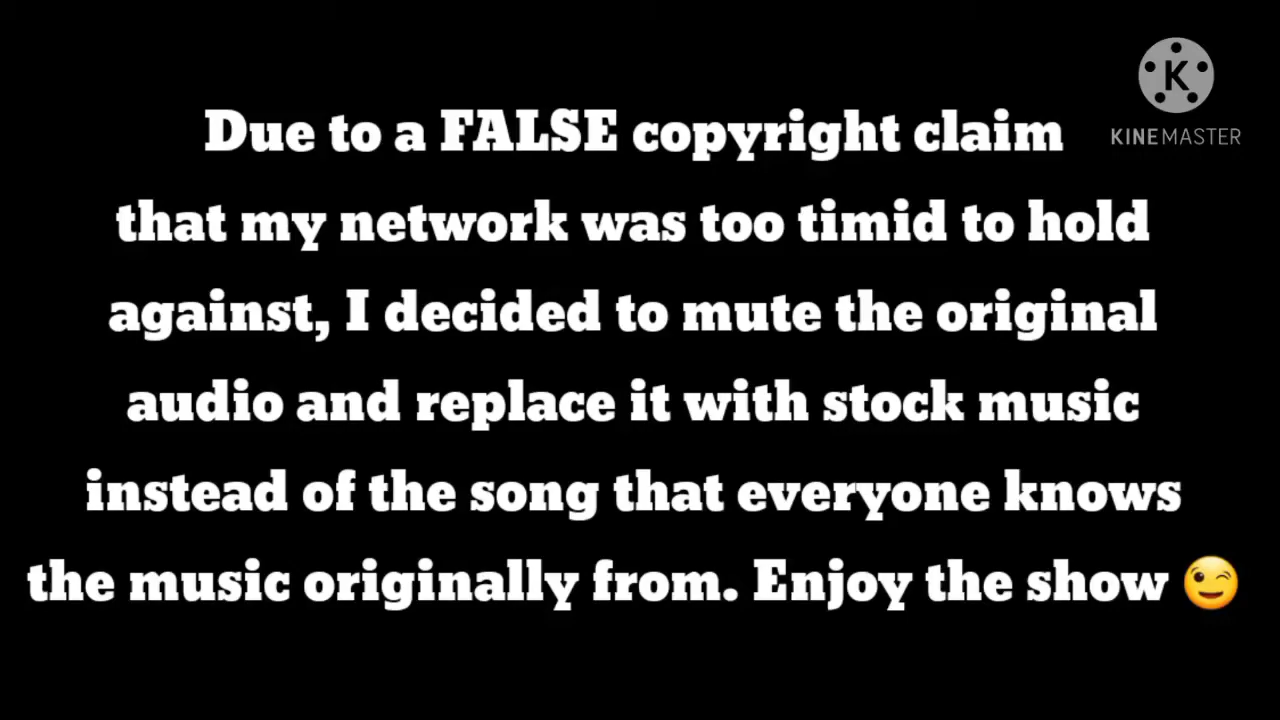 K
KINEMASTER
Due to a FALSE copyright claim
that my network was too timid to hold
against, I decided to mute the original
audio and replace it with stock music
instead of the song that everyone knows
the music originally from. Enjoy the show 😉